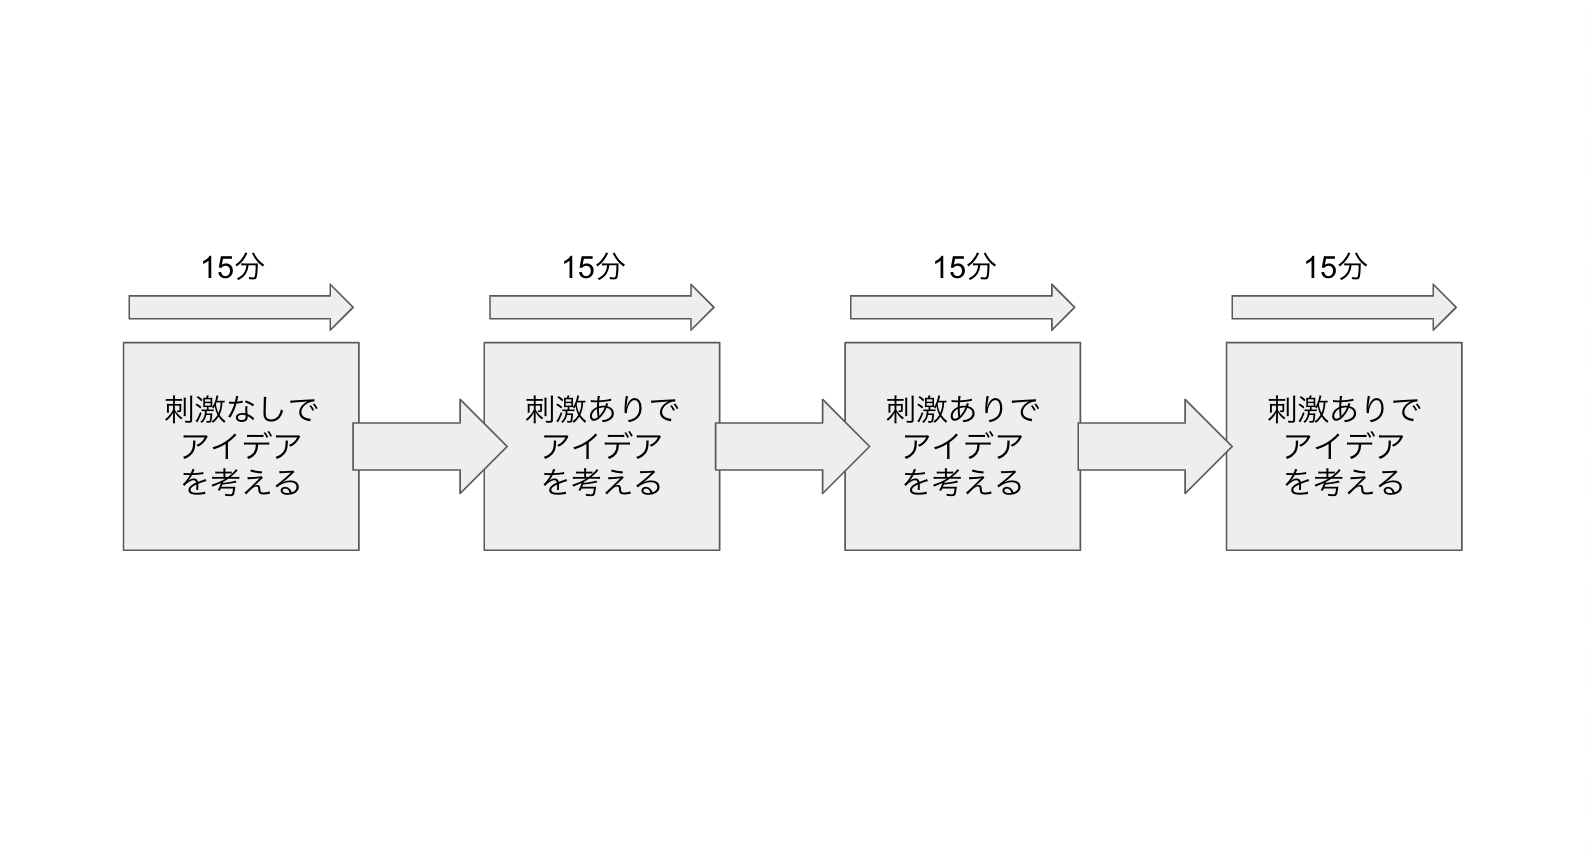 15分
15分
15分
15分
刺激なしで
アイデア
を考える
刺激ありで
アイデア
を考える
刺激ありで
アイデア
を考える
刺激ありで
アイデア
を考える